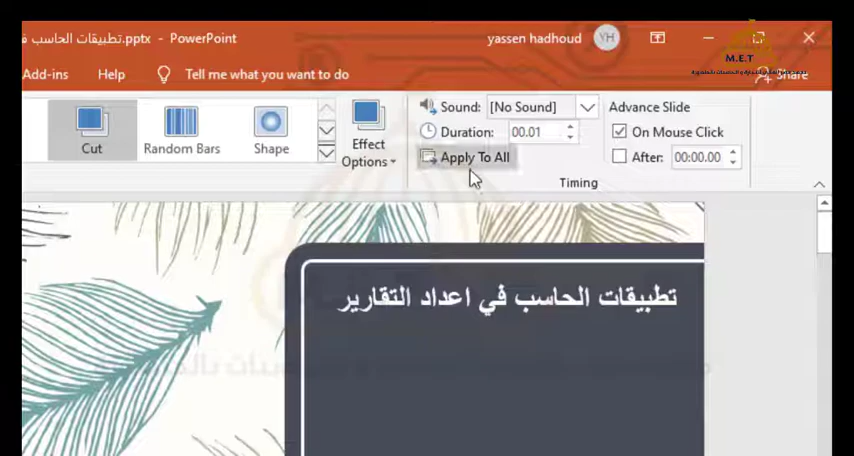 تطبيقات الحاسب في.pptx - PowerPoint
yassen hadhoud
YH
M.E.T
Add-ins
Help
Tell me what you want to do
Share
Cut
Random Bars
Shape
Effect
Options
Sound:
[No Sound]
Duration:
00.01
Apply To All
Advance Slide
On Mouse Click
After:
00:00.00
Timing
تطبيقات الحاسب في اعداد التقارير